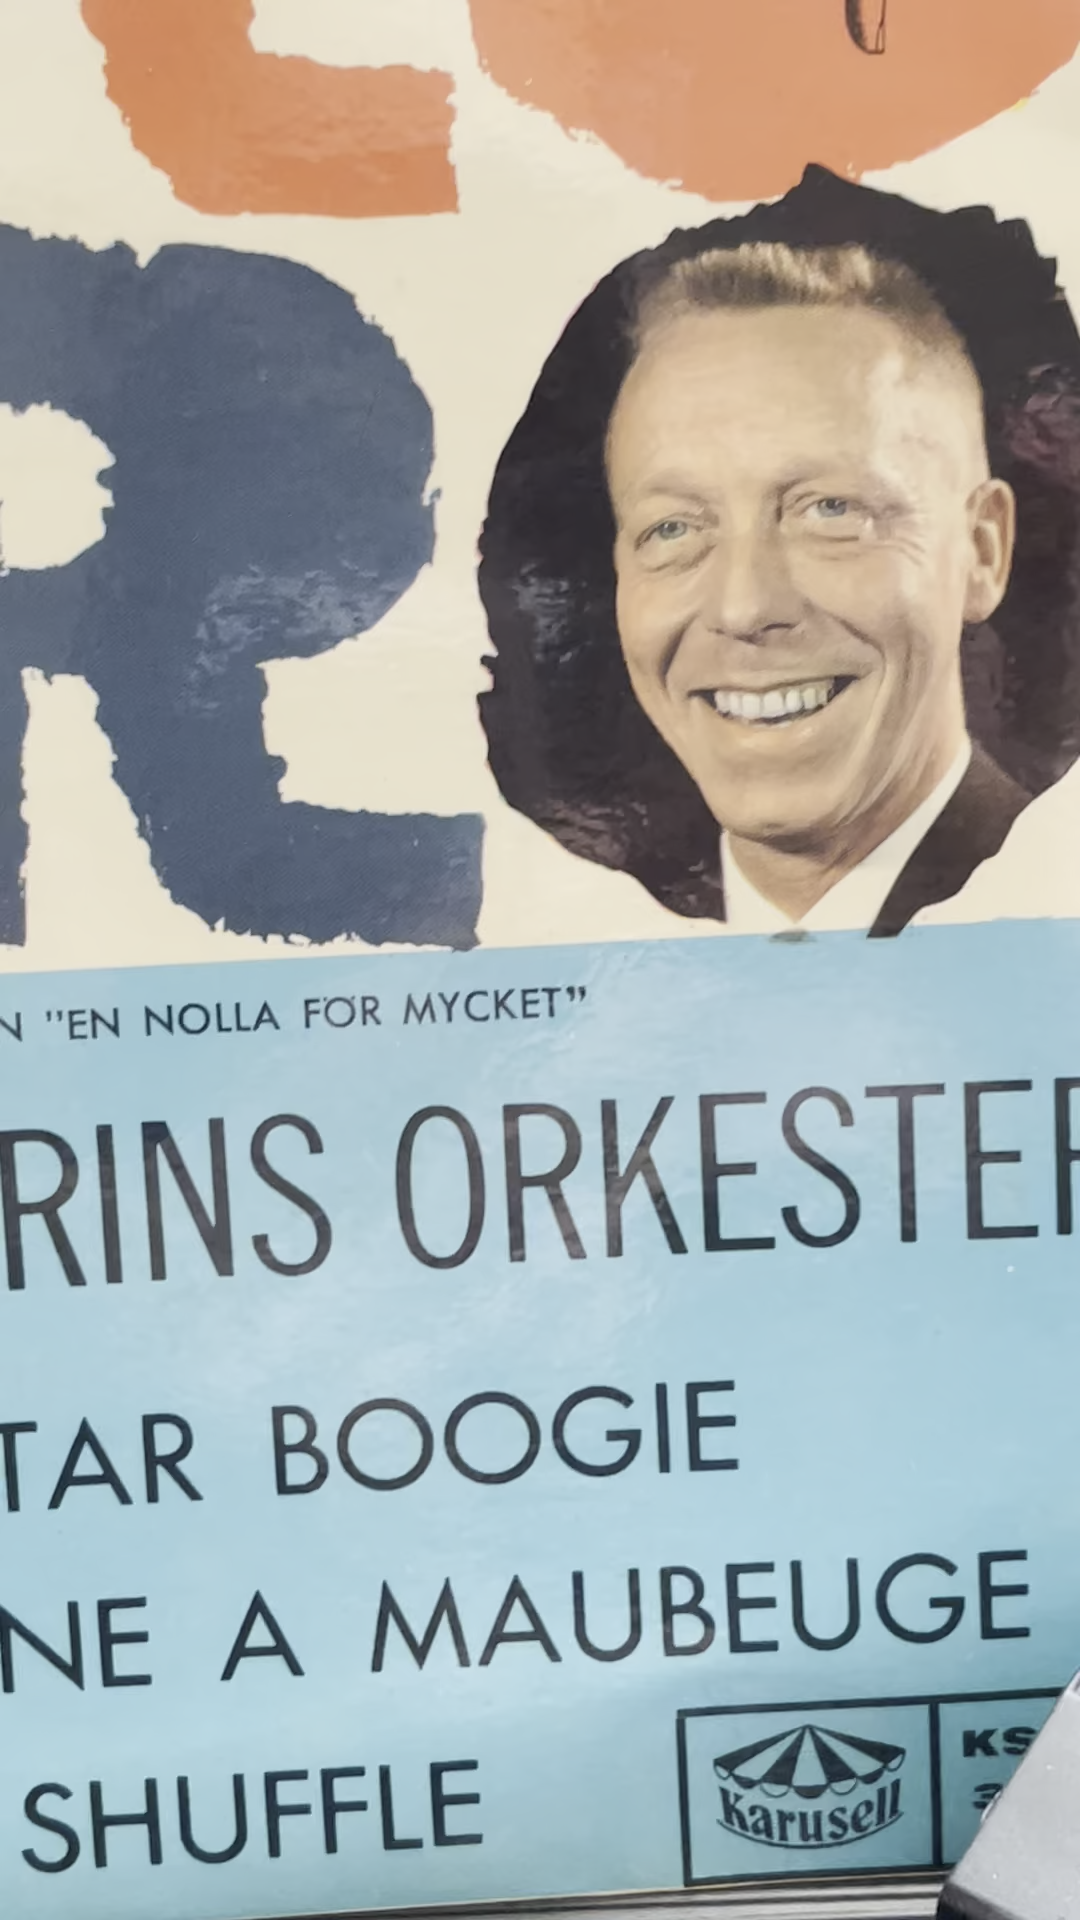 N "EN NOLLA FÖR MYCKET"
RINS ORKESTER
TAR BOOGIE
NE A MAUBEUGE
SHUFFLE
Karusell
KS